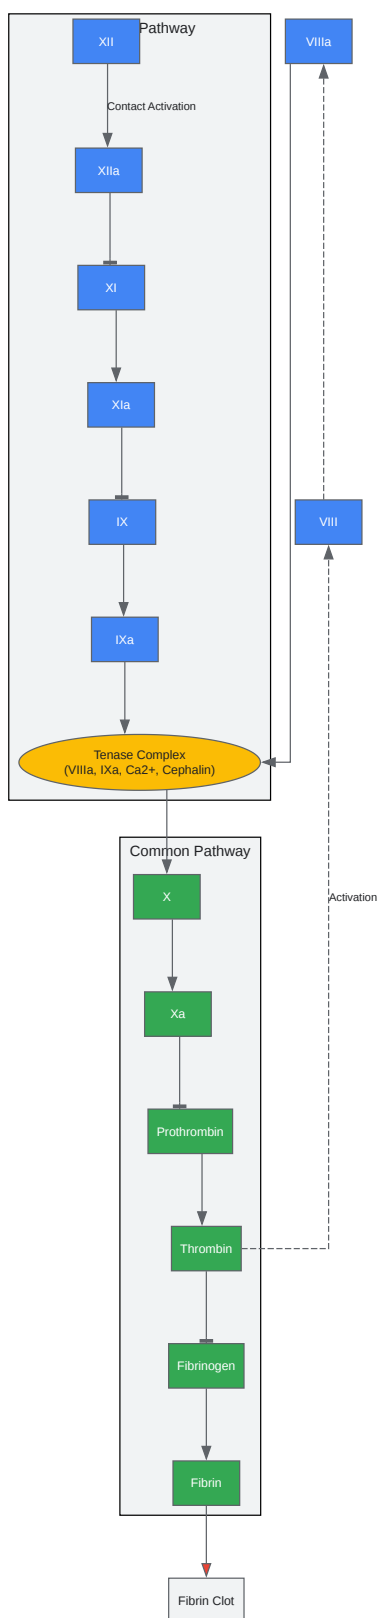 Pathway
XII
VIIIa
Contact Activation
XIIa
XI
XIa
IX
VIII
IXa
Tenase Complex
(VIIIa, IXa, Ca2+, Cephalin)
Common Pathway
X
Activation
Xa
Prothrombin
Thrombin
Fibrinogen
Fibrin
Fibrin Clot